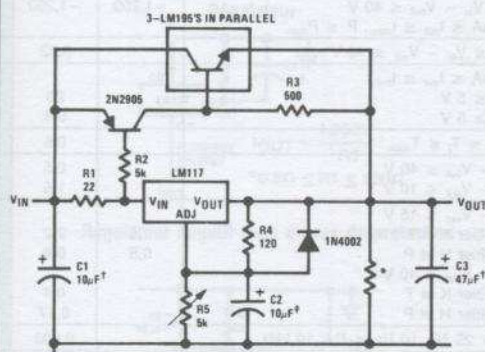 3–LM195'S IN PARALLEL
2N2905
R3
500
R2
5k
R1
22
LM117
VIN
VIN
VOUT
ADJ
VOUT
R4
120
1N4002
*
C1
10μF†
R5
5k
C2
10μF‡
C3
47μF†